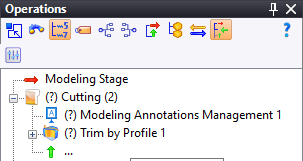 Operations
Modeling Stage
(?) Cutting (2)
(?) Modeling Annotations Management 1
(?) Trim by Profile 1
...